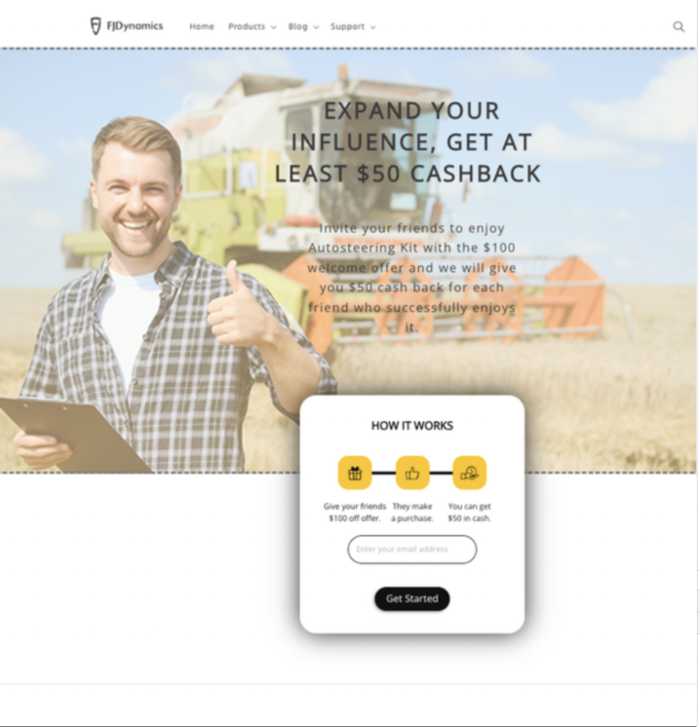 FJDynamics Home Products Blog Support
EXPAND YOUR
INFLUENCE, GET AT
LEAST $50 CASHBACK
Invite your friends to enjoy
Autosteering Kit with the $100
welcome offer and we will give
you $50 cash back for each
friend who successfully enjoys
it.
HOW IT WORKS
Give your friends They make You can get
$100 off offer. a purchase. $50 in cash.
Enter your email address
Get Started